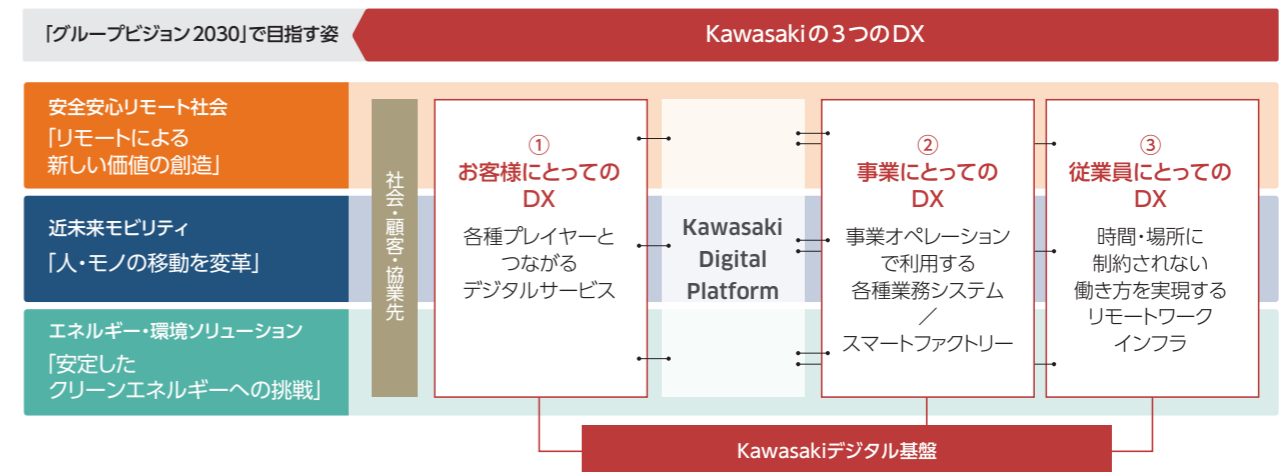 「グループビジョン2030」で目指す姿
Kawasakiの3つのDX
安全安心リモート社会
「リモートによる
新しい価値の創造」
近未来モビリティ
「人・モノの移動を変革」
エネルギー・環境ソリューション
「安定した
クリーンエネルギーへの挑戦」
社会・顧客・協業先
①
お客様にとっての
DX
各種プレイヤーと
つながる
デジタルサービス
Kawasaki
Digital
Platform
②
事業にとっての
DX
事業オペレーション
で利用する
各種業務システム
／
スマートファクトリー
③
従業員にとっての
DX
時間・場所に
制約されない
働き方を実現する
リモートワーク
インフラ
Kawasakiデジタル基盤